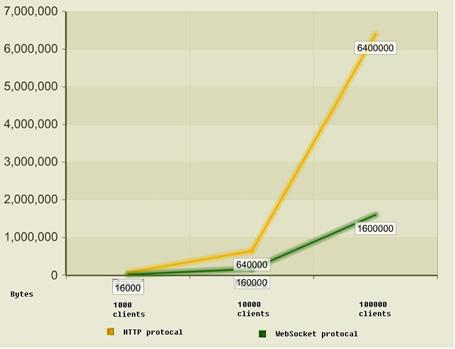 7,000,000
6,000,000
5,000,000
4,000,000
3,000,000
2,000,000
1,000,000
0
6400000
1600000
640000
160000
16000
Bytes
1000 clients
10000 clients
100000 clients
HTTP protocal
WebSocket protocal